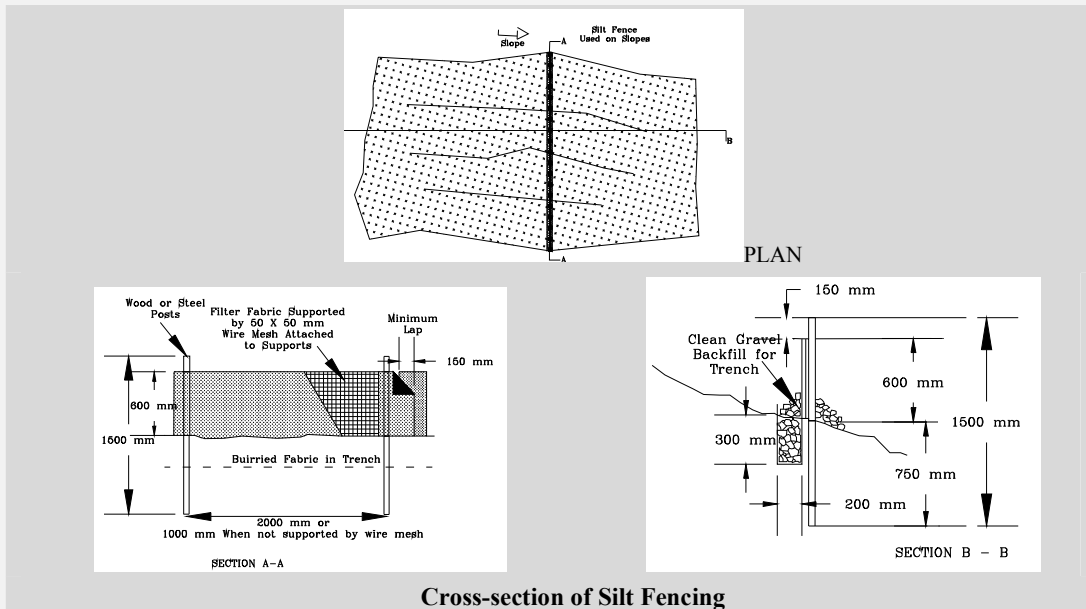 Slope
Silt Fence
Used on Slopes
A
B
A
PLAN
Wood or Steel
Posts
Filter Fabric Supported
by 50 X 50 mm
Wire Mesh Attached
to Supports
Minimum
Lap
150 mm
600 mm
1500 mm
Buirried Fabric in Trench
2000 mm or
1000 mm When not supported by wire mesh
SECTION A-A
150 mm
Clean Gravel
Backfill for
Trench
600 mm
1500 mm
300 mm
750 mm
200 mm
SECTION B - B
Cross-section of Silt Fencing